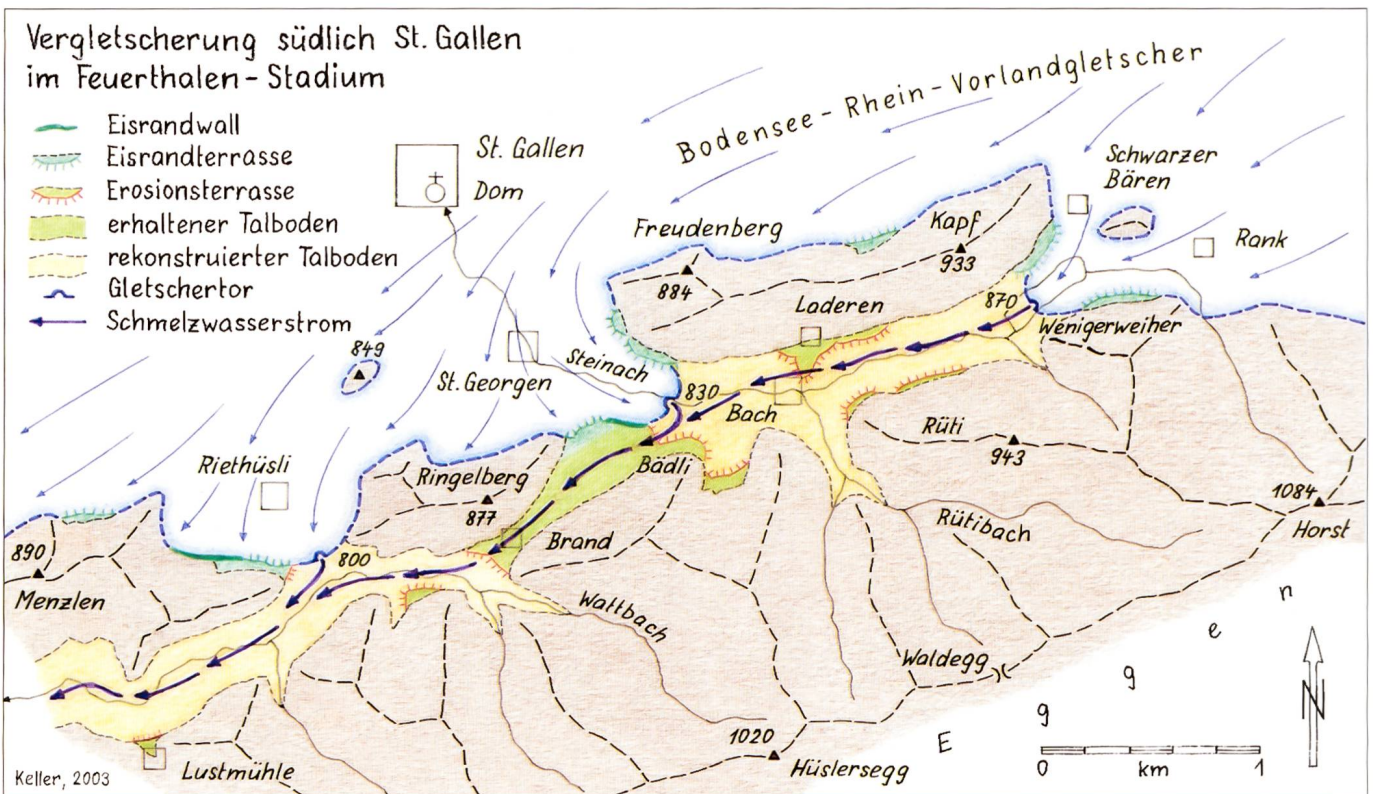 Vergletscherung südlich St. Gallen
im Feuerthalen-Stadium
Eisrandwall
Eisrandterrasse
Erosionsterrasse
erhaltener Talboden
rekonstruierter Talboden
Gletschertor
Schmelzwasserstrom
Bodensee-Rhein-Vorlandgletscher
St. Gallen
Dom
Schwarzer
Bären
Rank
Freudenberg
884
Kapf
933
Laderen
870
Wenigerweiher
849
St. Georgen
Steinach
830
Bach
Rüti
943
1084
Horst
Riethüsli
Ringelberg
877
Bädli
Brand
Rütibach
890
Menzlen
800
Wattbach
Waldegg
1020
Hüslersegg
Lustmühle
E g g e n
N
0 km 1
Keller, 2003